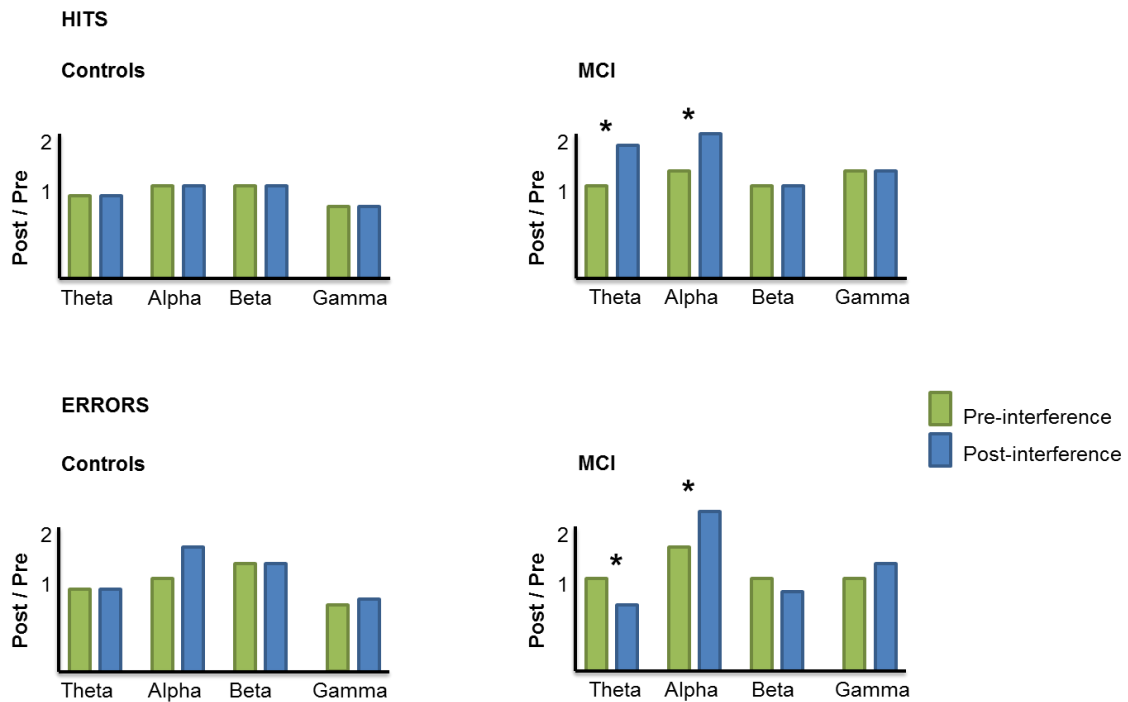 HITS
Controls
MCI
*
*
2
1
Post / Pre
Theta Alpha Beta Gamma
2
1
Post / Pre
Theta Alpha Beta Gamma
ERRORS
Controls
MCI
Pre-interference
Post-interference
*
*
2
1
Post / Pre
Theta Alpha Beta Gamma
2
1
Post / Pre
Theta Alpha Beta Gamma